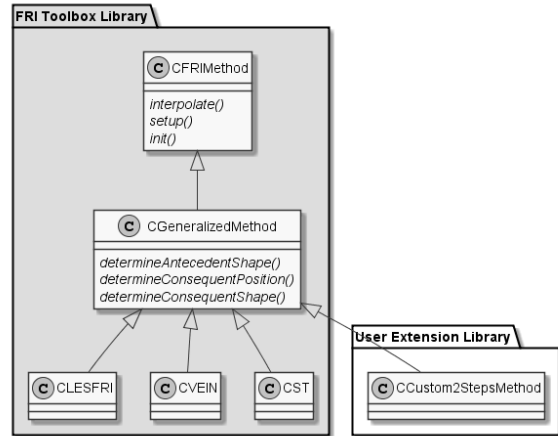 FRI Toolbox Library
C CFRIMethod
interpolate()
setup()
init()
C CGeneralizedMethod
determineAntecedentShape()
determineConsequentPosition()
determineConsequentShape()
User Extension Library
C CLESFRI
C CVEIN
C CST
C CCustom2StepsMethod